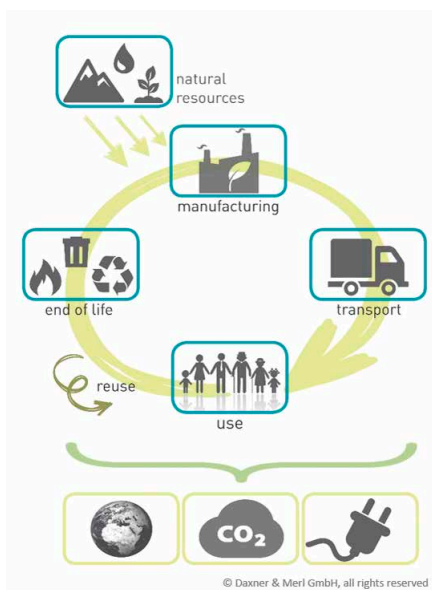 natural
resources
manufacturing
end of life
transport
reuse
use
CO₂
© Daxner & Merl GmbH, all rights reserved